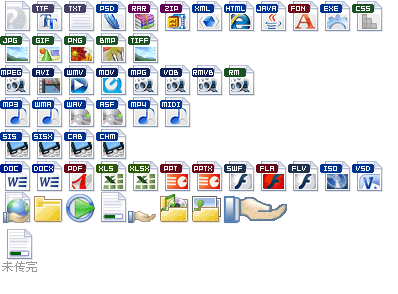 TTF TXT PSD RAR ZIP XML HTML JAVA FON EXE CSS
JPG GIF PNG BMP TIFF
MPEG AVI WMV MOV MPG VOB RMVB RM
MP3 WMA WAV ASF MP4 MIDI
SIS SISX CAB CHM
DOC DOCX PDF XLS XLSX PPT PPTX SWF FLA FLV ISO VSD
未传完